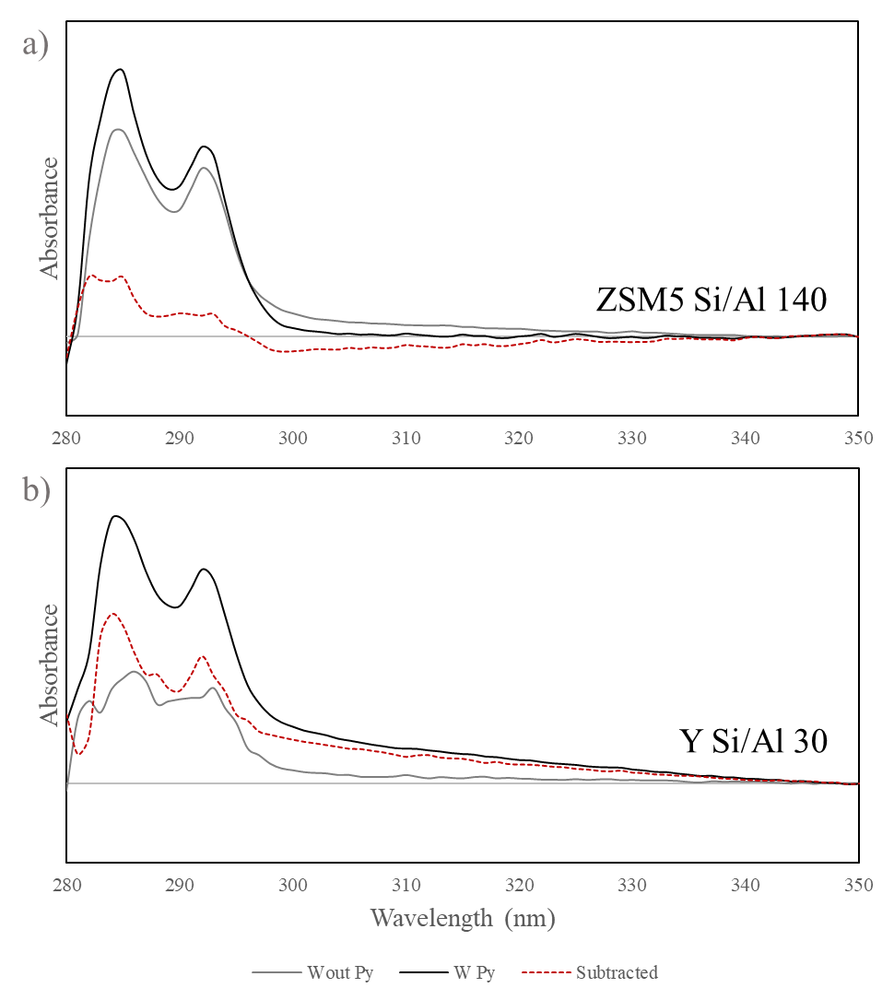 a)
Absorbance
ZSM5 Si/Al 140
280 290 300 310 320 330 340 350
b)
Absorbance
Y Si/Al 30
280 290 300 310 320 330 340 350
Wavelength (nm)
Wout Py W Py Subtracted